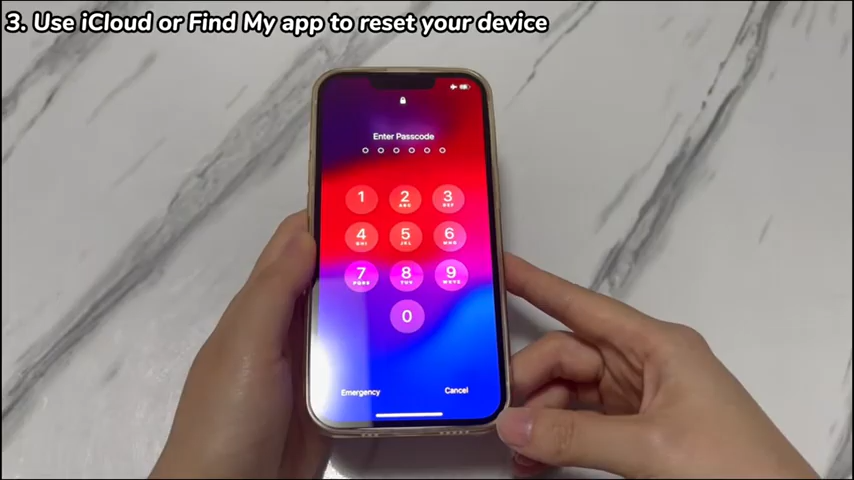 3. Use iCloud or Find My app to reset your device
Enter Passcode
1 2 3
ABC DEF
4 5 6
GHI JKL MNO
7 8 9
PQRS TUV WXYZ
0
Emergency Cancel